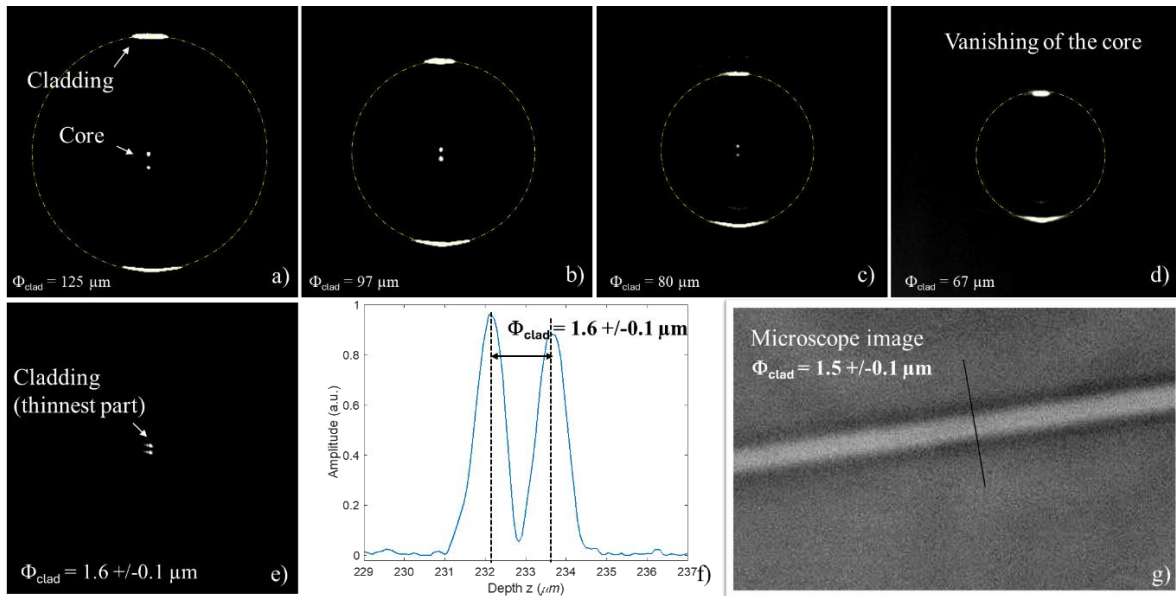 Cladding
Core
Φclad = 125 µm
a)
Φclad = 97 µm
b)
Φclad = 80 µm
c)
Vanishing of the core
Φclad = 67 µm
d)
Cladding
(thinnest part)
Φclad = 1.6 +/-0.1 µm
e)
Φclad = 1.6 +/-0.1 µm
Amplitude (a.u.)
1
0.8
0.6
0.4
0.2
0
229 230 231 232 233 234 235 236 237
Depth z (µm)
f)
Microscope image
Φclad = 1.5 +/-0.1 µm
g)